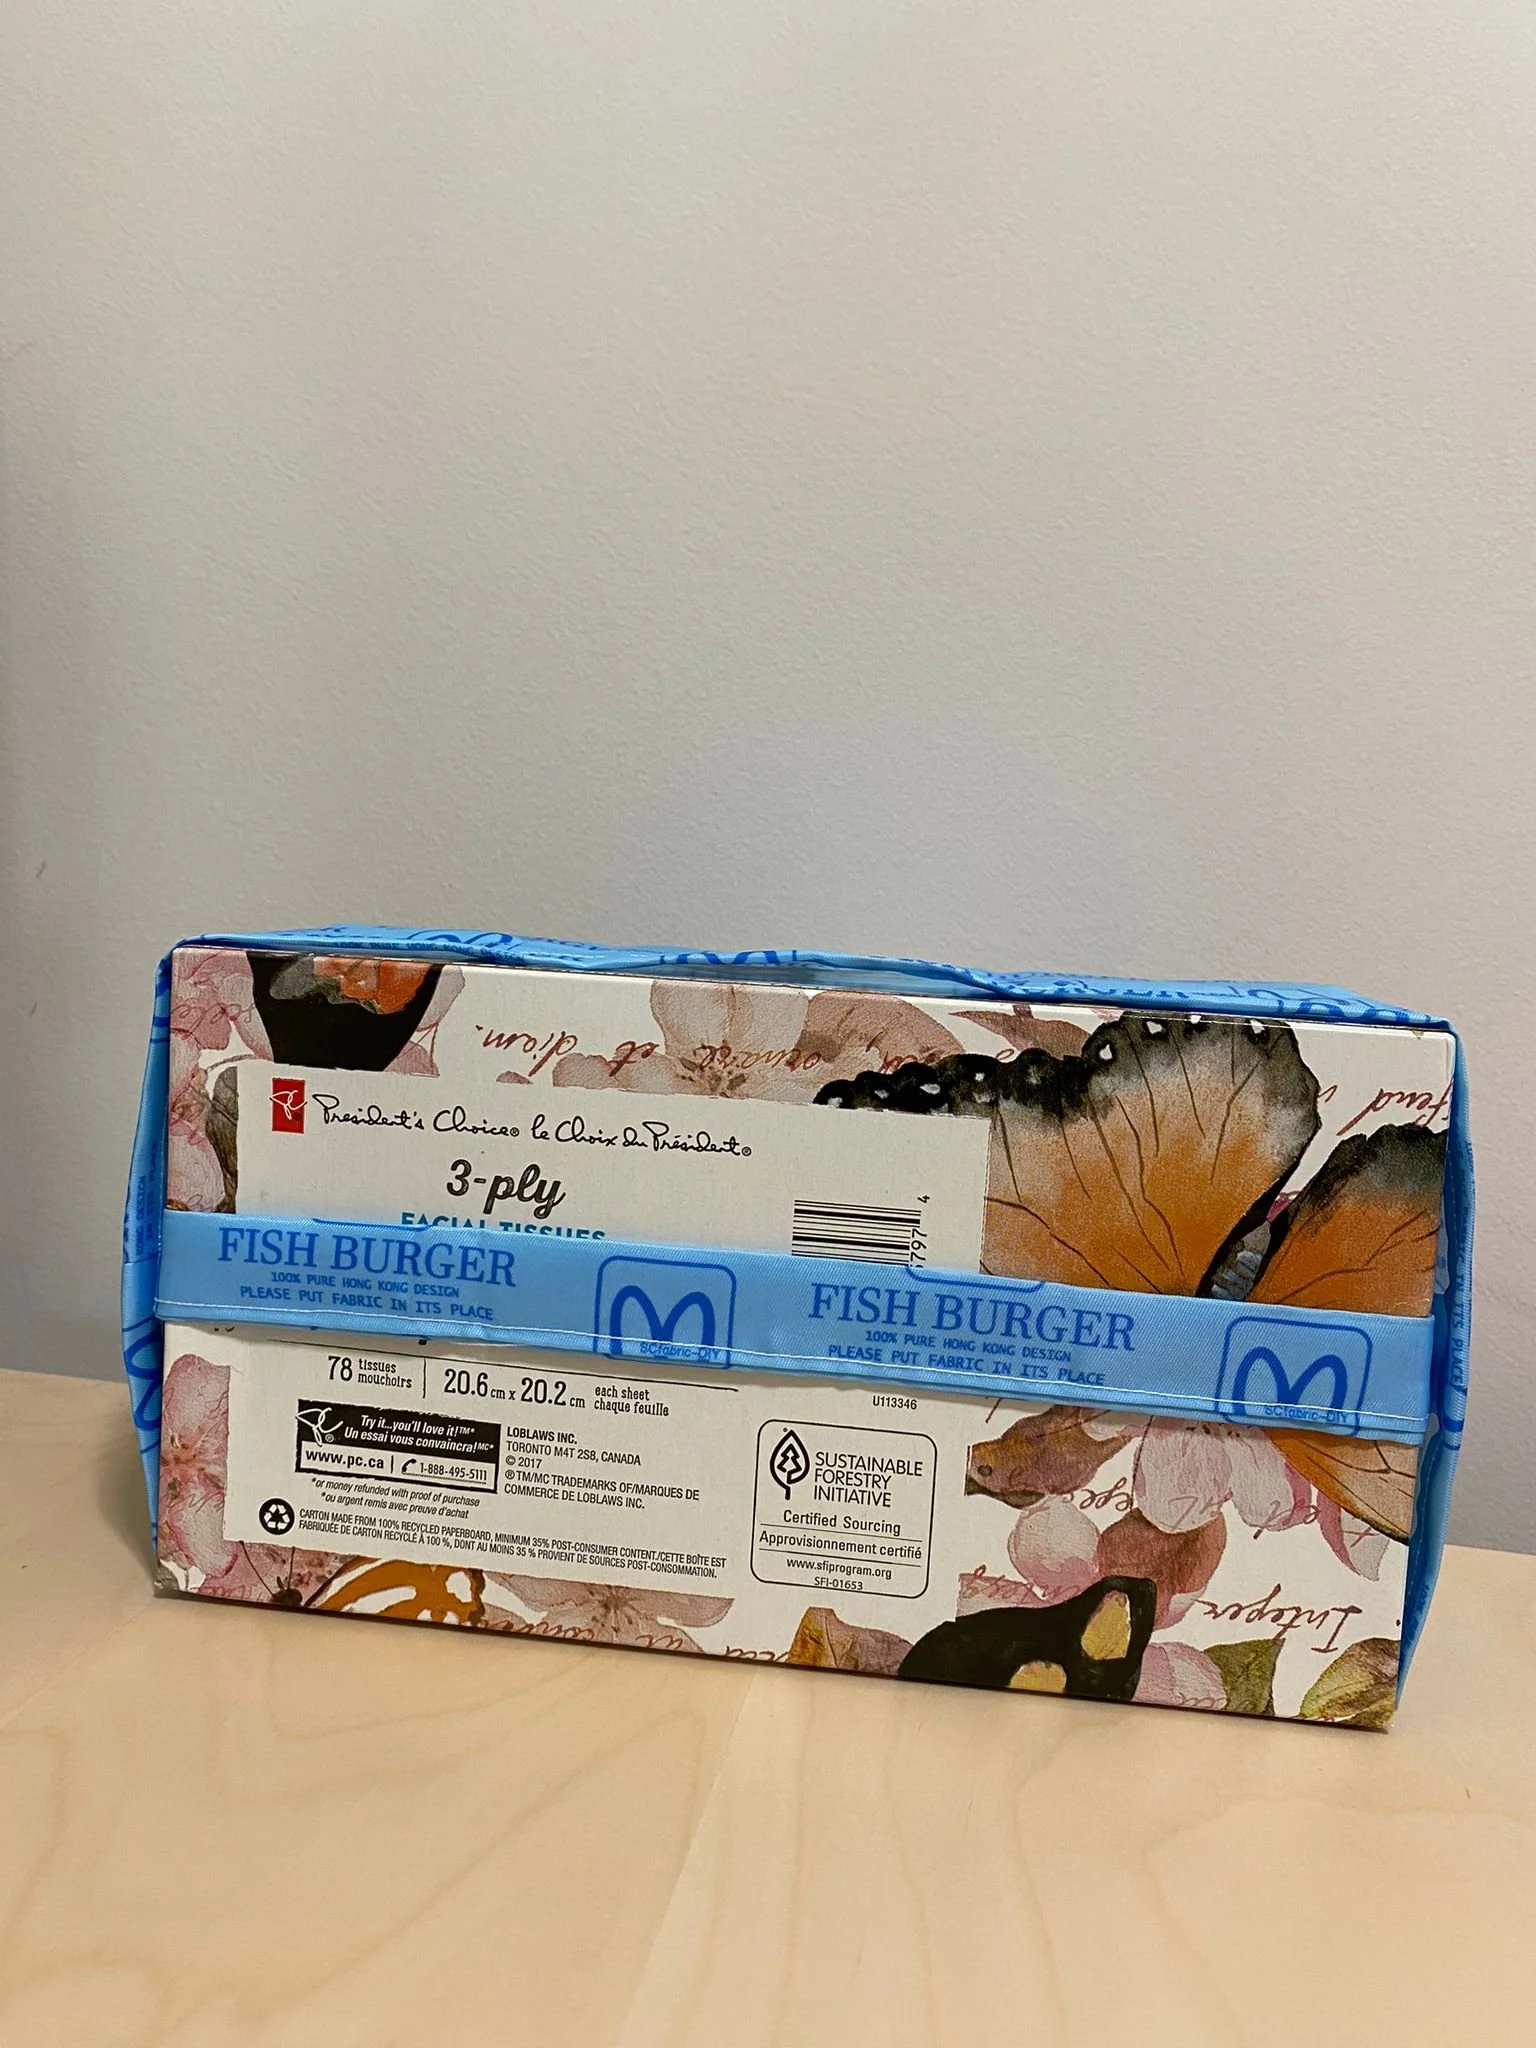 President's Choice® le Choix du Président®
3-ply
FACIAL TISSUES
4
FISH BURGER
100% PURE HONG KONG DESIGN
PLEASE PUT FABRIC IN ITS PLACE
SCfabric~DIY
FISH BURGER
100% PURE HONG KONG DESIGN
PLEASE PUT FABRIC IN ITS PLACE
SCfabric~DIY
78 tissues
mouchoirs
20.6 cm x 20.2 cm each sheet
chaque feuille
U113346
Try it...you'll love it!™*
Un essai vous convaincra!MC*
www.pc.ca | 1-888-495-5111
*or money refunded with proof of purchase
*ou argent remis avec preuve d'achat
LOBLAWS INC.
TORONTO M4T 2S8, CANADA
© 2017
®TM/MC TRADEMARKS OF/MARQUES DE
COMMERCE DE LOBLAWS INC.
CARTON MADE FROM 100% RECYCLED PAPERBOARD, MINIMUM 35% POST-CONSUMER CONTENT./CETTE BOÎTE EST
FABRIQUÉE DE CARTON RECYCLÉ À 100 %, DONT AU MOINS 35 % PROVIENT DE SOURCES POST-CONSOMMATION.
SUSTAINABLE
FORESTRY
INITIATIVE
Certified Sourcing
Approvisionnement certifié
www.sfiprogram.org
SFI-01653
et diam.
Integer